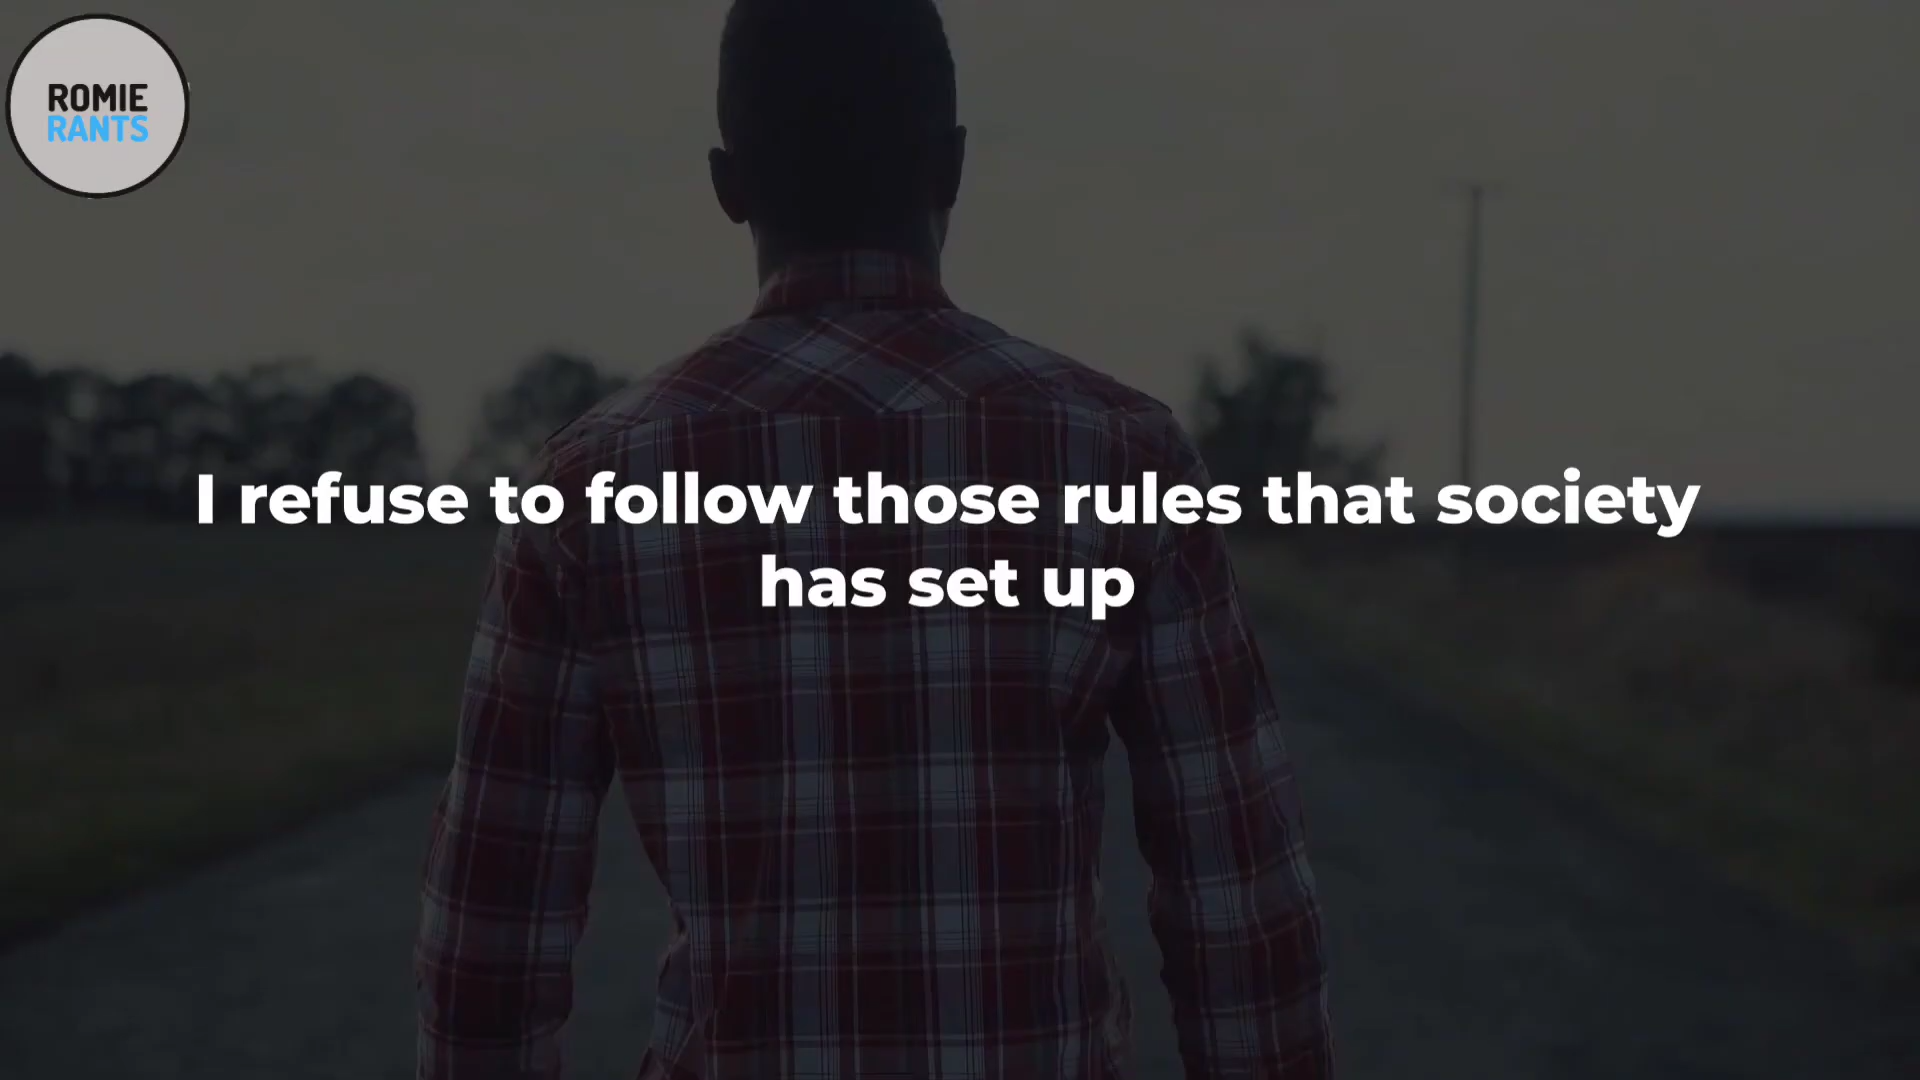 ROMIE
RANTS
I refuse to follow those rules that society
has set up